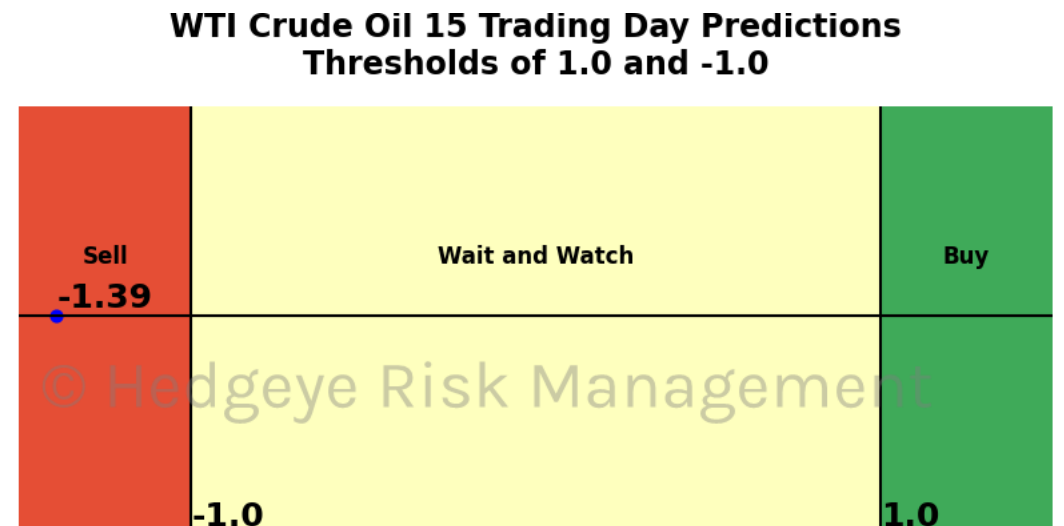 WTI Crude Oil 15 Trading Day Predictions
Thresholds of 1.0 and -1.0
Sell
Wait and Watch
Buy
-1.39
© Hedgeye Risk Management
-1.0
1.0